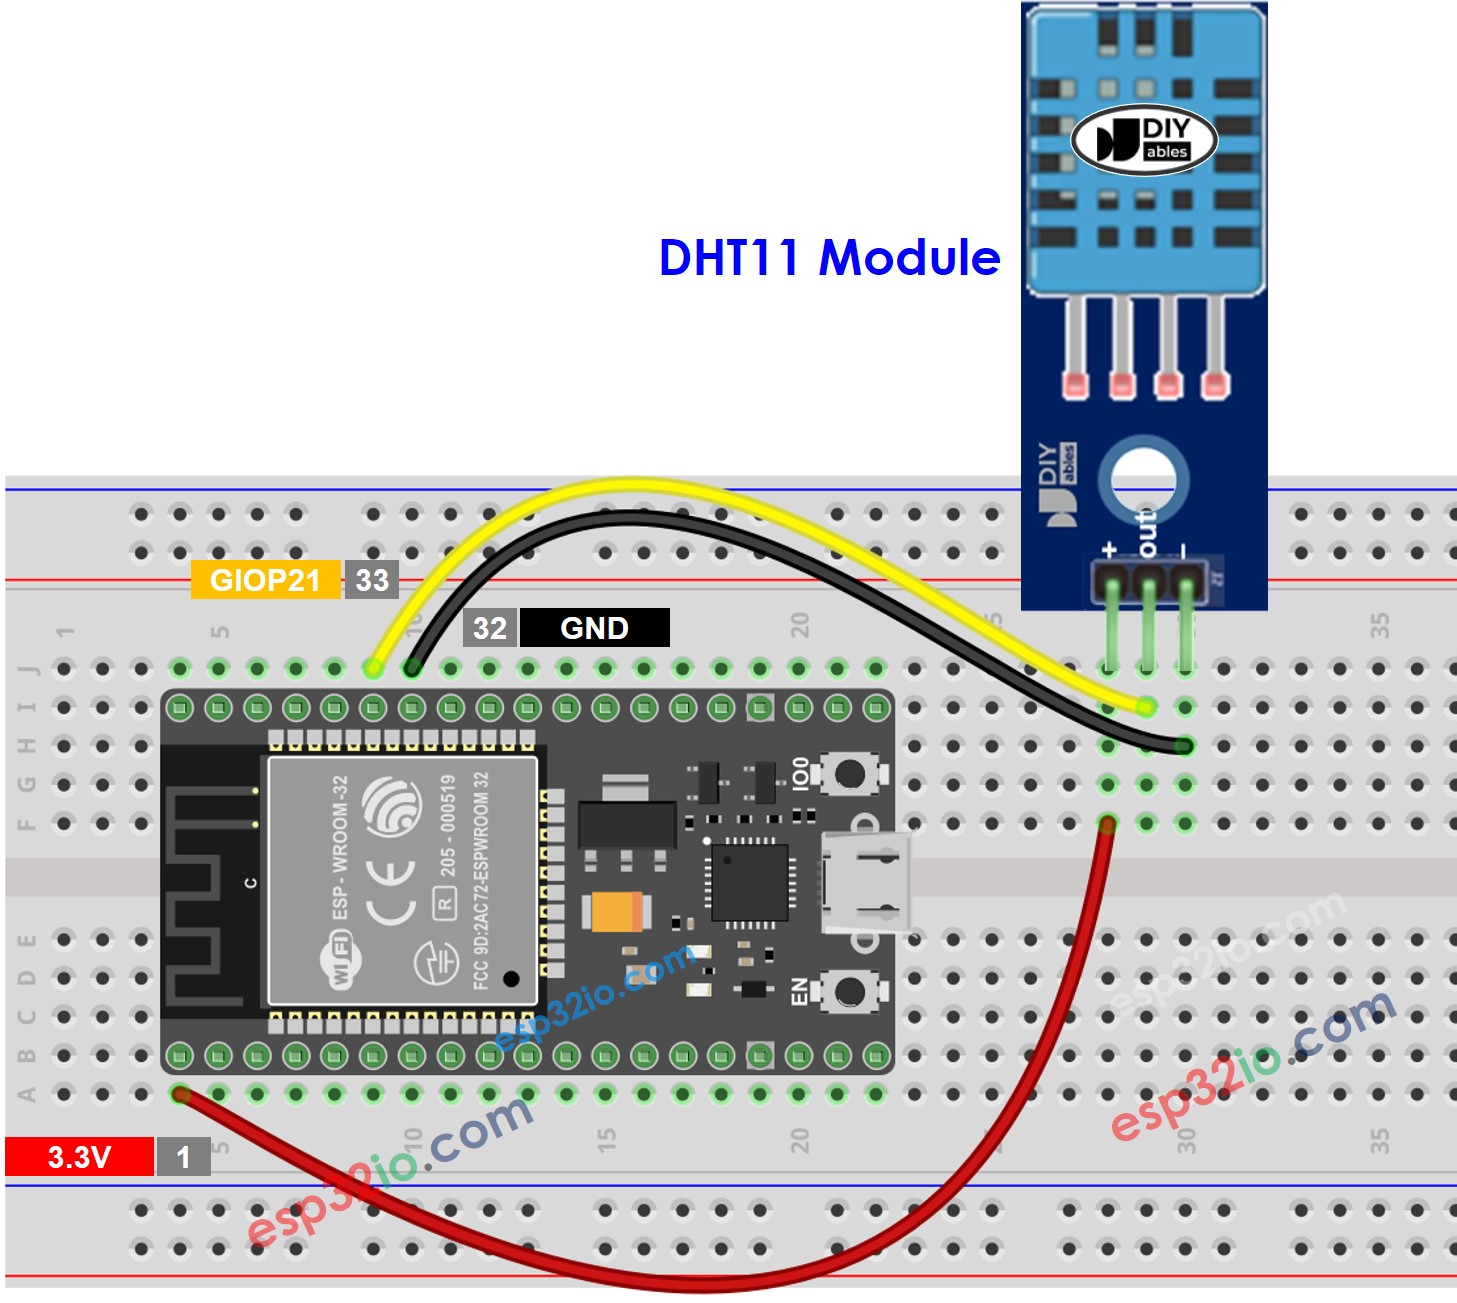 DIY
ables
DHT11 Module
DIY
ables
+ out −
GIOP21 33
32 GND
1 5 10 20 25 35
J
I
H
G
F
IO0
ESP - WROOM -32
205 - 000519
FCC 9D:2AC72-ESPWROOM 32
R
CE
WiFi
C
EN
E
D
C
B
A
esp32io.com
esp32io.com
esp32io.com
esp32io.com
3.3V 1
5 10 15 20 30 35